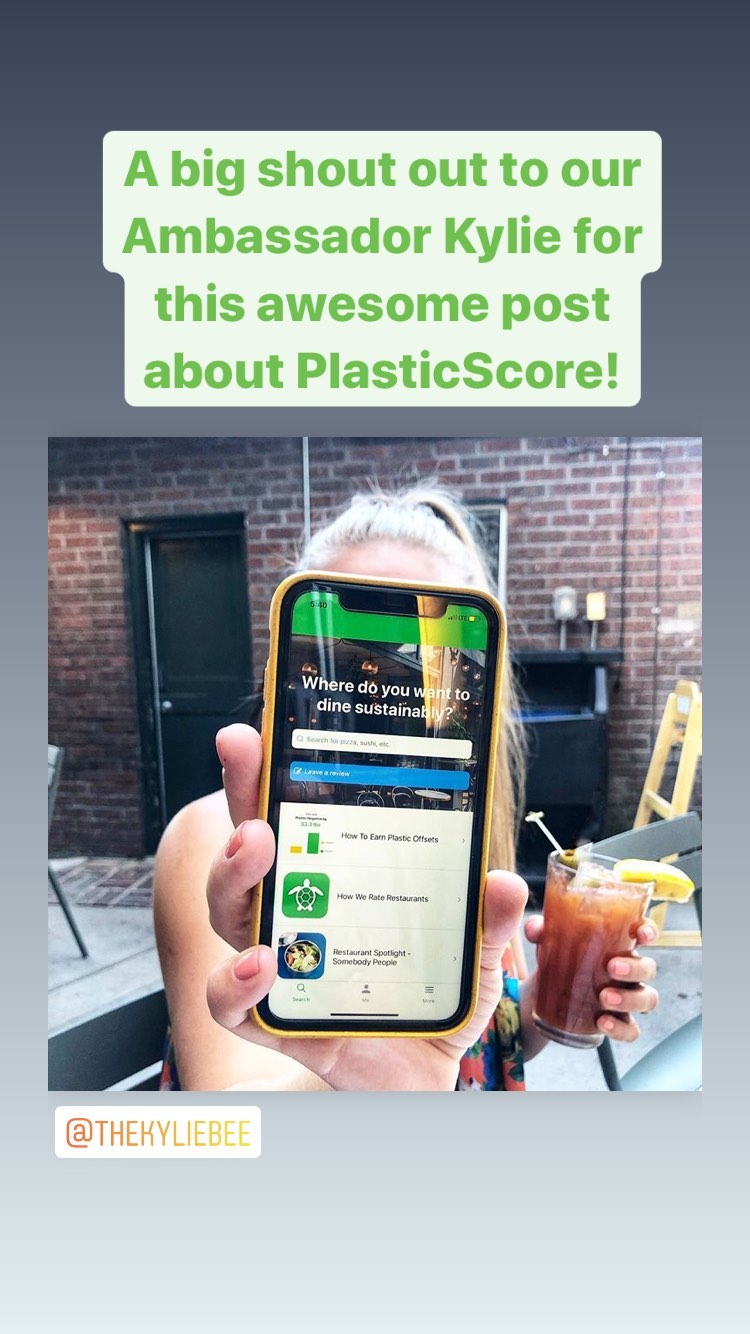 A big shout out to our
Ambassador Kylie for
this awesome post
about PlasticScore!
5:40
LTE
Where do you want to
dine sustainably?
Search for pizza, sushi, etc.
Leave a review
33.3 lbs
How To Earn Plastic Offsets
How We Rate Restaurants
Restaurant Spotlight -
Somebody People
Search
Me
More
@THEKYLIEBEE